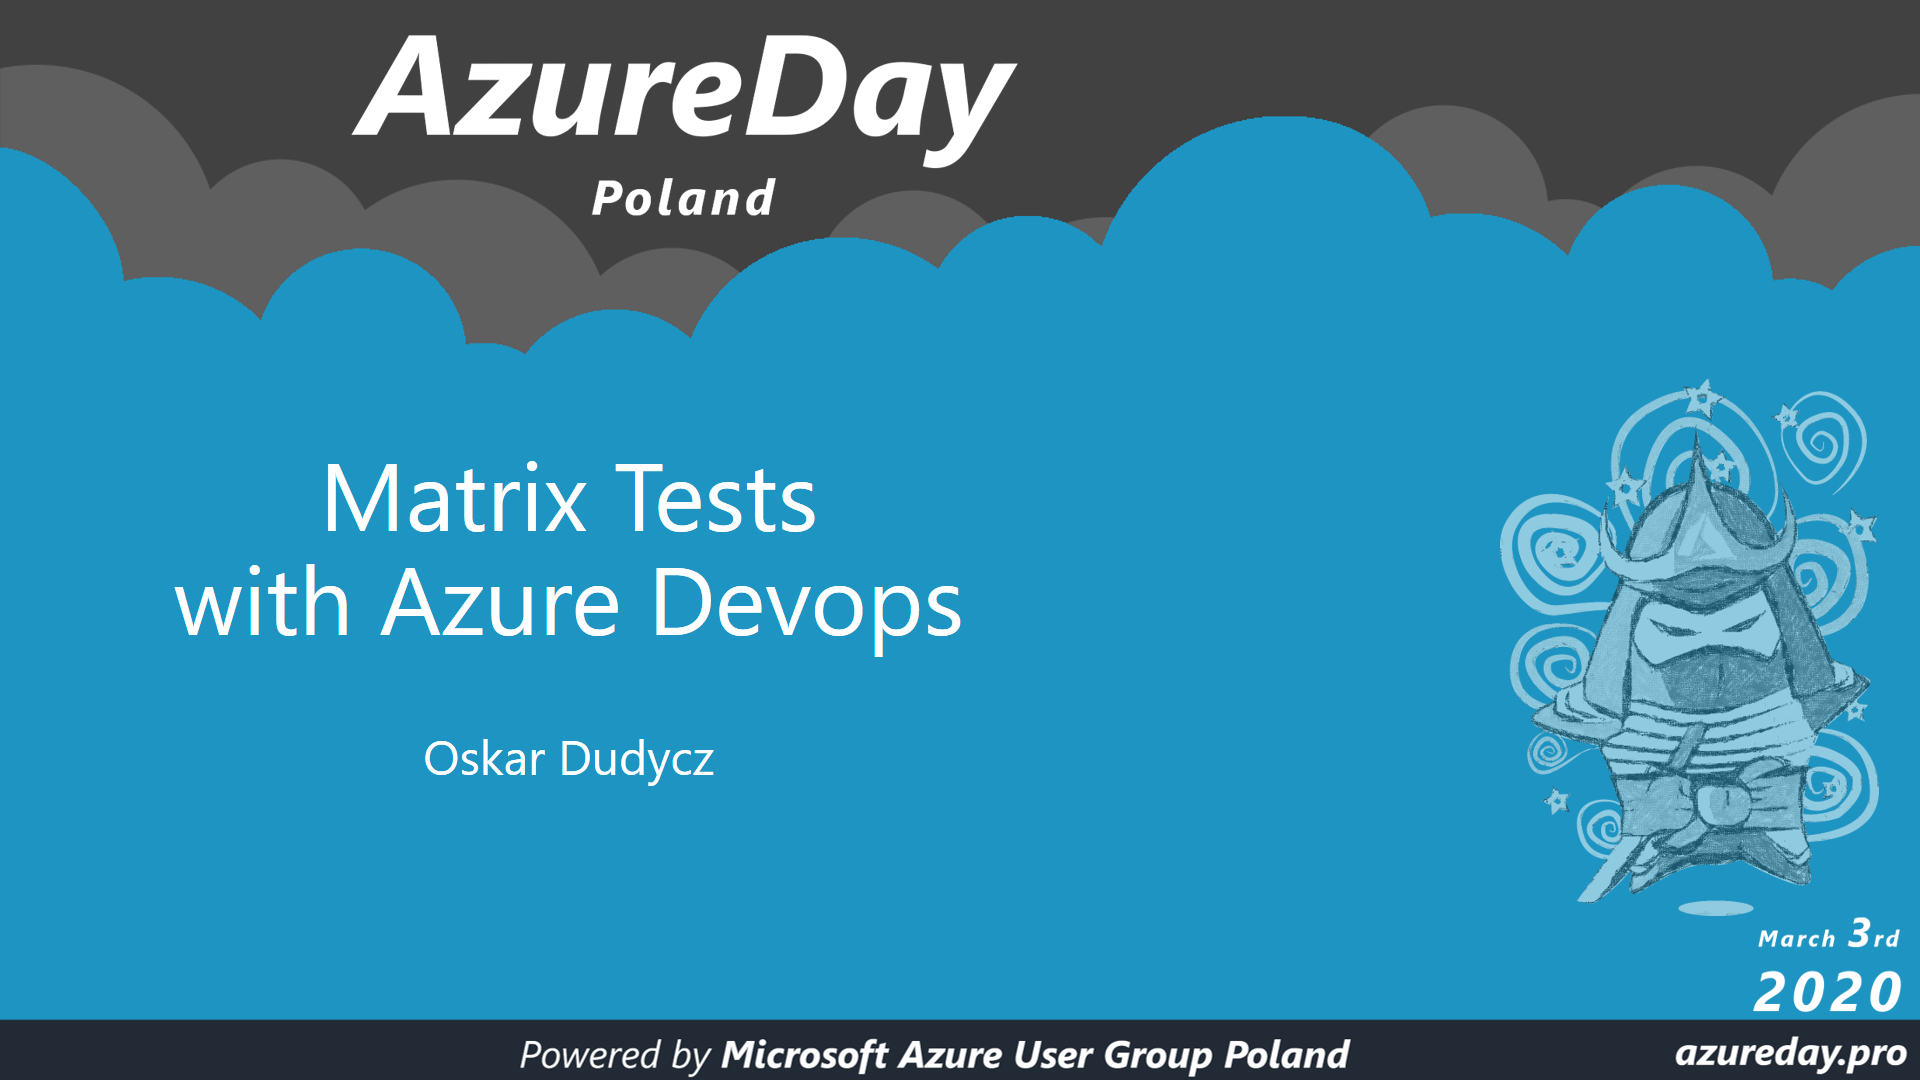 AzureDay
Poland
Matrix Tests
with Azure Devops
Oskar Dudycz
March 3rd
2020
Powered by Microsoft Azure User Group Poland
azureday.pro